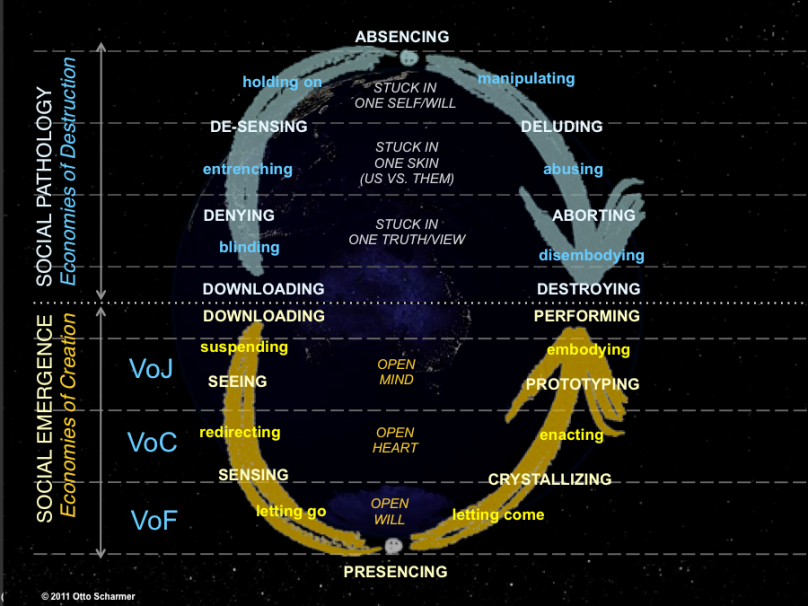 ABSENCING
holding on
STUCK IN
ONE SELF/WILL
manipulating
DE-SENSING
DELUDING
entrenching
STUCK IN
ONE SKIN
(US VS. THEM)
abusing
DENYING
ABORTING
blinding
STUCK IN
ONE TRUTH/VIEW
disembodying
DOWNLOADING
DESTROYING
SOCIAL PATHOLOGY
Economies of Destruction
DOWNLOADING
PERFORMING
suspending
embodying
VoJ
OPEN
MIND
SEEING
PROTOTYPING
redirecting
VoC
OPEN
HEART
enacting
SENSING
CRYSTALLIZING
letting go
VoF
OPEN
WILL
letting come
SOCIAL EMERGENCE
Economies of Creation
PRESENCING
© 2011 Otto Scharmer